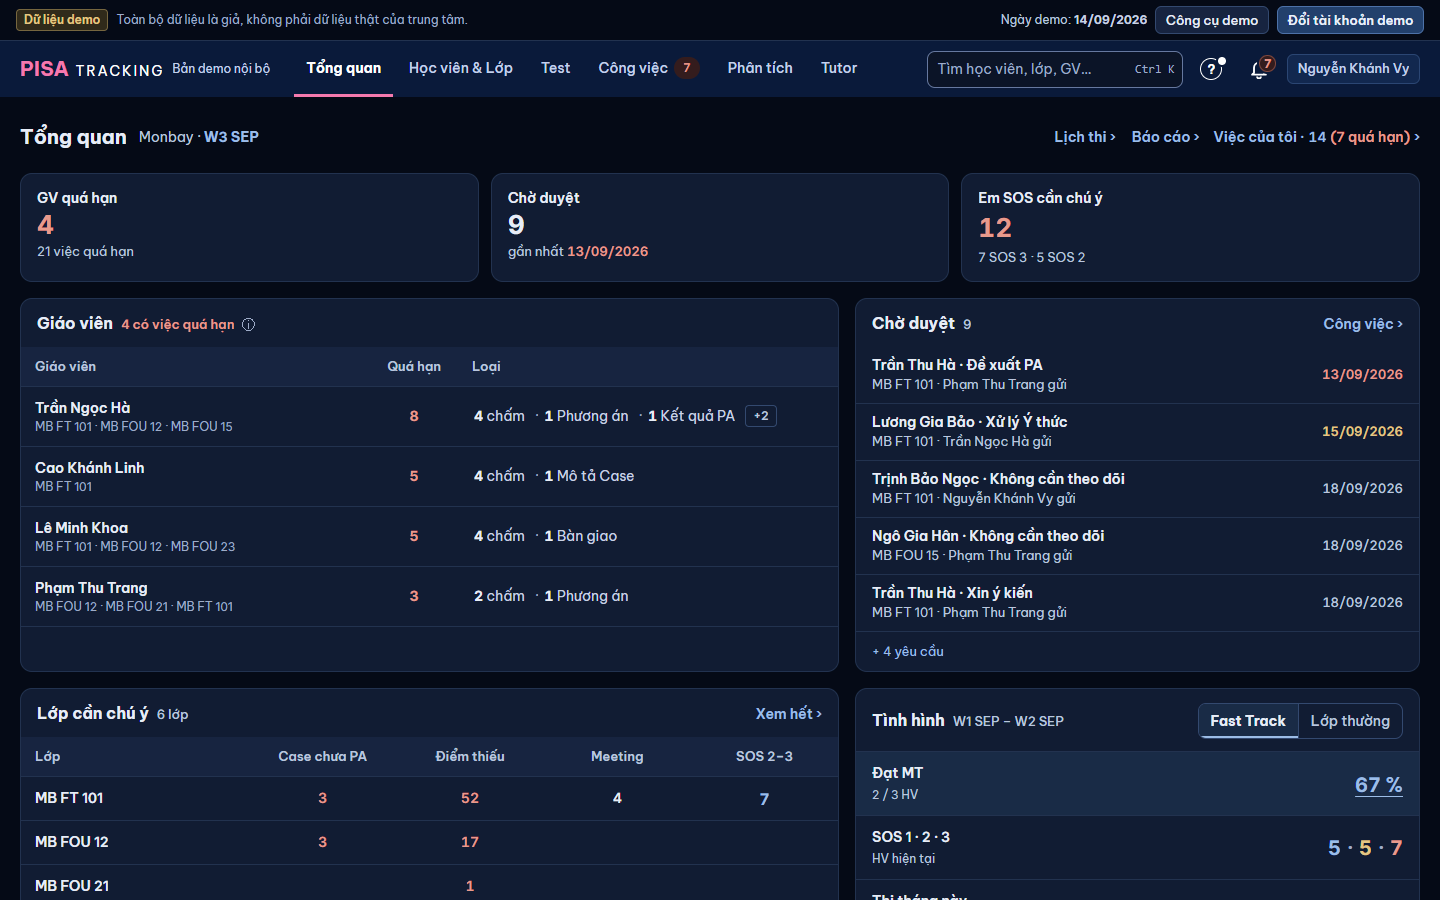 Dữ liệu demo Toàn bộ dữ liệu là giả, không phải dữ liệu thật của trung tâm. Ngày demo: 14/09/2026 Công cụ demo Đổi tài khoản demo
PISA TRACKING Bản demo nội bộ Tổng quan Học viên & Lớp Test Công việc 7 Phân tích Tutor Tìm học viên, lớp, GV... Ctrl K ? 7 Nguyễn Khánh Vy
Tổng quan Monbay · W3 SEP Lịch thi › Báo cáo › Việc của tôi · 14 (7 quá hạn) ›
GV quá hạn
4
21 việc quá hạn
Chờ duyệt
9
gần nhất 13/09/2026
Em SOS cần chú ý
12
7 SOS 3 · 5 SOS 2
Giáo viên 4 có việc quá hạn ⓘ
Giáo viên Quá hạn Loại
Trần Ngọc Hà
MB FT 101 · MB FOU 12 · MB FOU 15
8 4 chấm · 1 Phương án · 1 Kết quả PA +2
Cao Khánh Linh
MB FT 101
5 4 chấm · 1 Mô tả Case
Lê Minh Khoa
MB FT 101 · MB FOU 12 · MB FOU 23
5 4 chấm · 1 Bàn giao
Phạm Thu Trang
MB FOU 12 · MB FOU 21 · MB FT 101
3 2 chấm · 1 Phương án
Chờ duyệt 9 Công việc ›
Trần Thu Hà · Đề xuất PA
MB FT 101 · Phạm Thu Trang gửi
13/09/2026
Lương Gia Bảo · Xử lý Ý thức
MB FT 101 · Trần Ngọc Hà gửi
15/09/2026
Trịnh Bảo Ngọc · Không cần theo dõi
MB FT 101 · Nguyễn Khánh Vy gửi
18/09/2026
Ngô Gia Hân · Không cần theo dõi
MB FOU 15 · Phạm Thu Trang gửi
18/09/2026
Trần Thu Hà · Xin ý kiến
MB FT 101 · Phạm Thu Trang gửi
18/09/2026
+ 4 yêu cầu
Lớp cần chú ý 6 lớp Xem hết ›
Lớp Case chưa PA Điểm thiếu Meeting SOS 2–3
MB FT 101 3 52 4 7
MB FOU 12 3 17
MB FOU 21 1
Tình hình W1 SEP – W2 SEP Fast Track Lớp thường
Đạt MT
2 / 3 HV
67 %
SOS 1 · 2 · 3
HV hiện tại
5 · 5 · 7
Thi tháng này